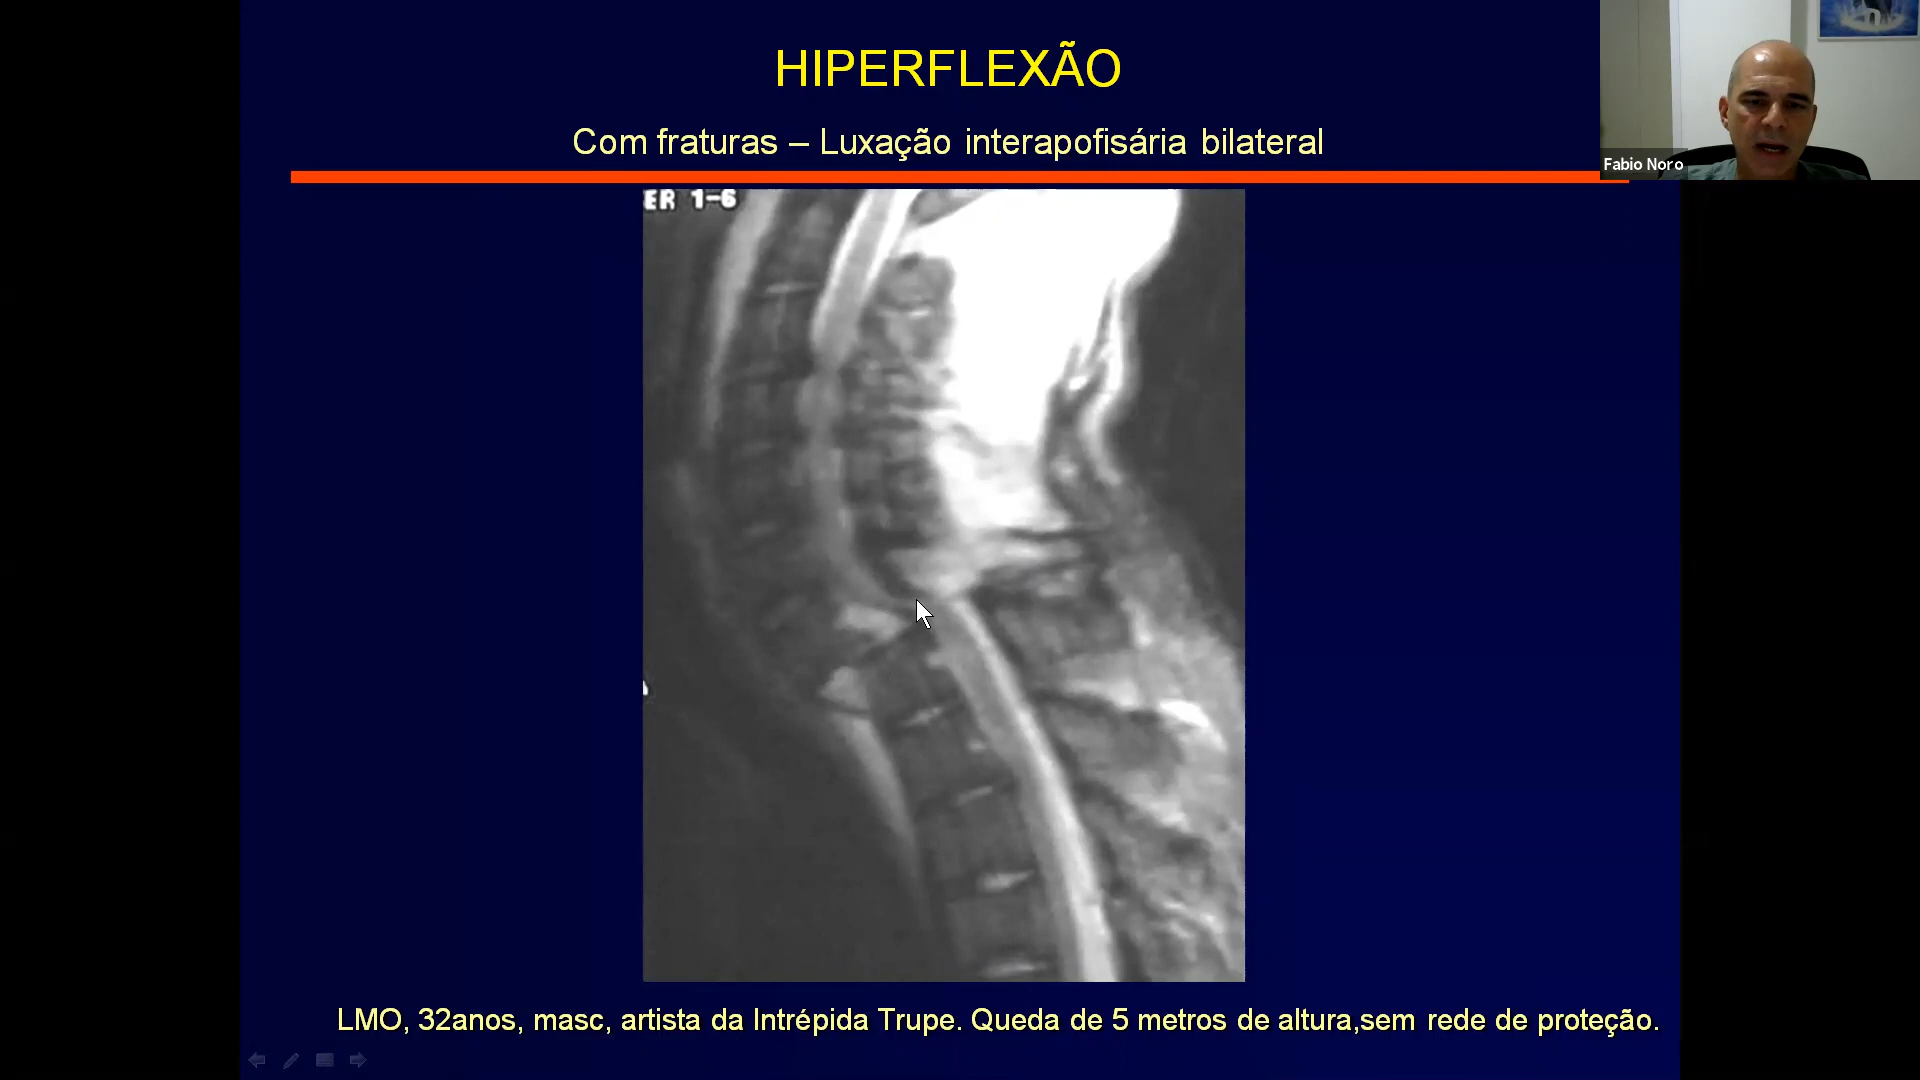 HIPERFLEXÃO
Com fraturas – Luxação interapofisária bilateral
Fabio Noro
ER 1-6
LMO, 32anos, masc, artista da Intrépida Trupe. Queda de 5 metros de altura,sem rede de proteção.